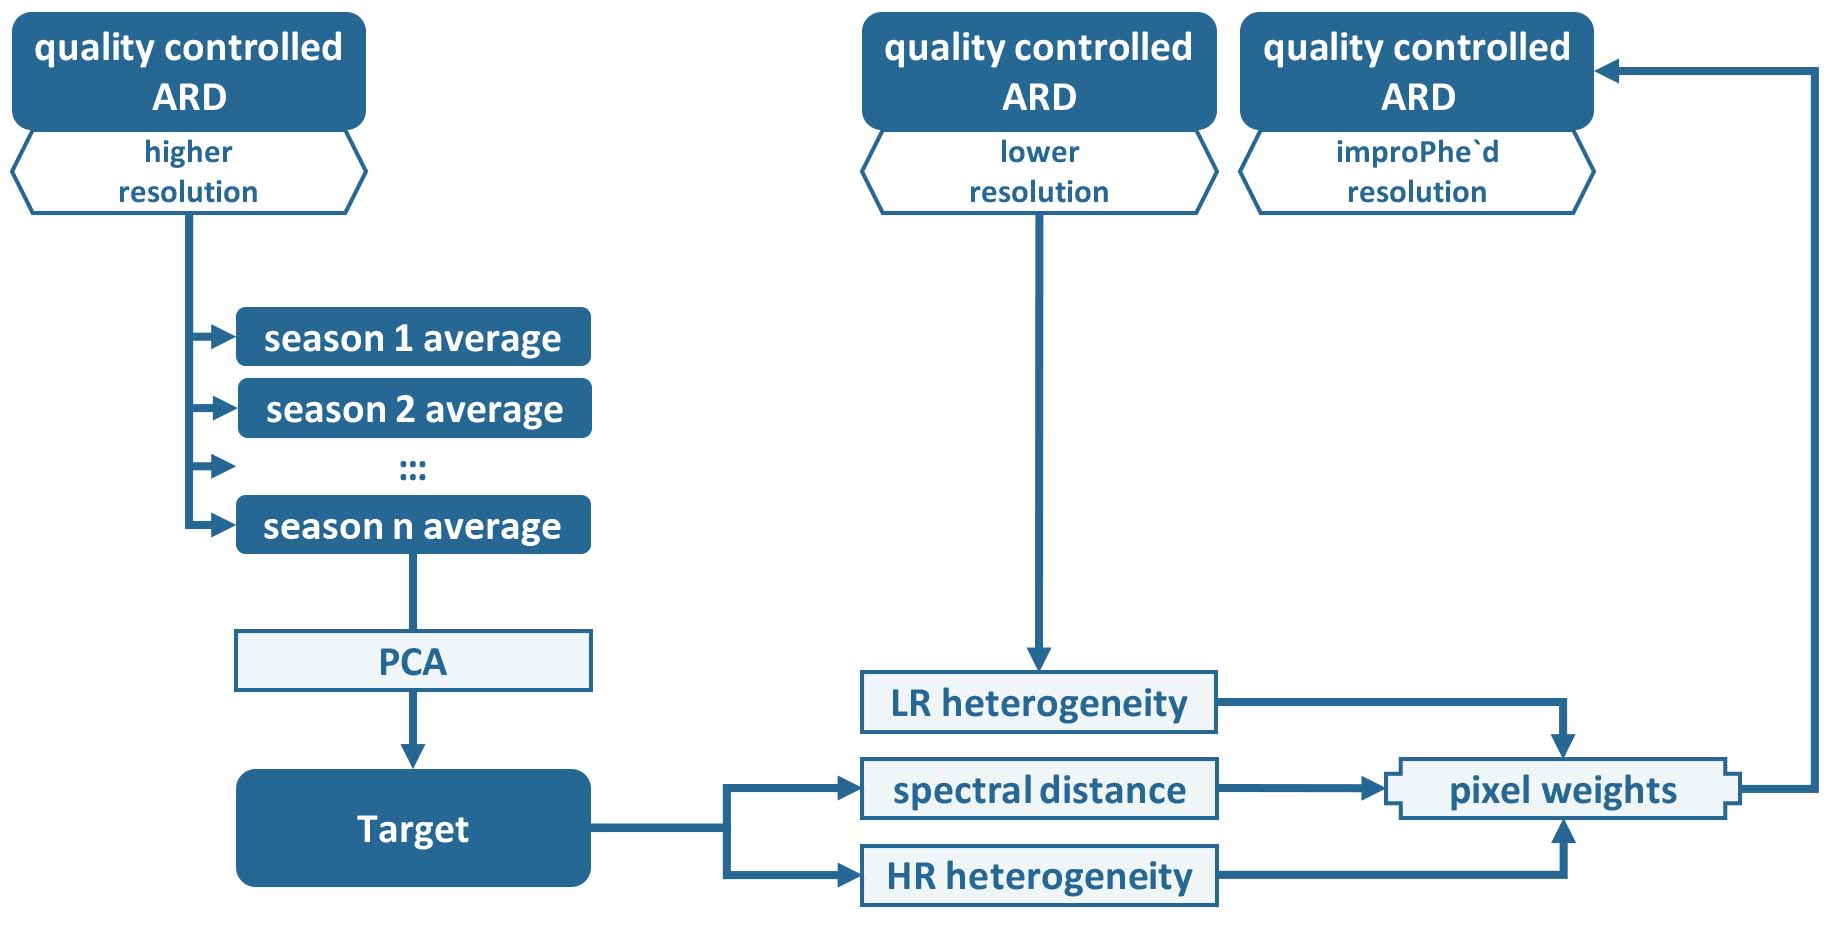 quality controlled
ARD
higher
resolution
quality controlled
ARD
lower
resolution
quality controlled
ARD
improPhe`d
resolution
season 1 average
season 2 average
:::
season n average
PCA
Target
LR heterogeneity
spectral distance
HR heterogeneity
pixel weights